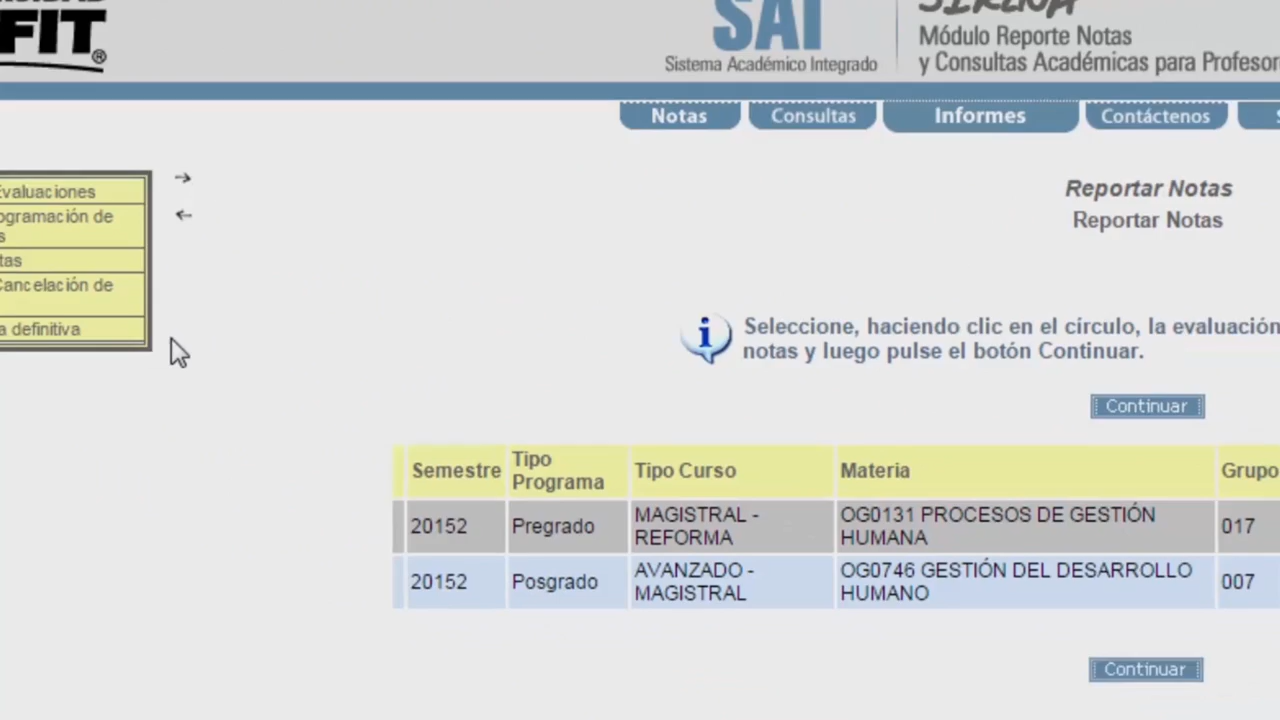 FIT®
SAI
Sistema Académico Integrado
Módulo Reporte Notas
y Consultas Académicas para Profesor
Notas
Consultas
Informes
Contáctenos
S
Evaluaciones
ogramación de
s
tas
Cancelación de
a definitiva
Reportar Notas
Reportar Notas
Seleccione, haciendo clic en el círculo, la evaluación
notas y luego pulse el botón Continuar.
Continuar
Semestre Tipo Programa Tipo Curso Materia Grupo
20152 Pregrado MAGISTRAL - REFORMA OG0131 PROCESOS DE GESTIÓN HUMANA 017
20152 Posgrado AVANZADO - MAGISTRAL OG0746 GESTIÓN DEL DESARROLLO HUMANO 007
Continuar